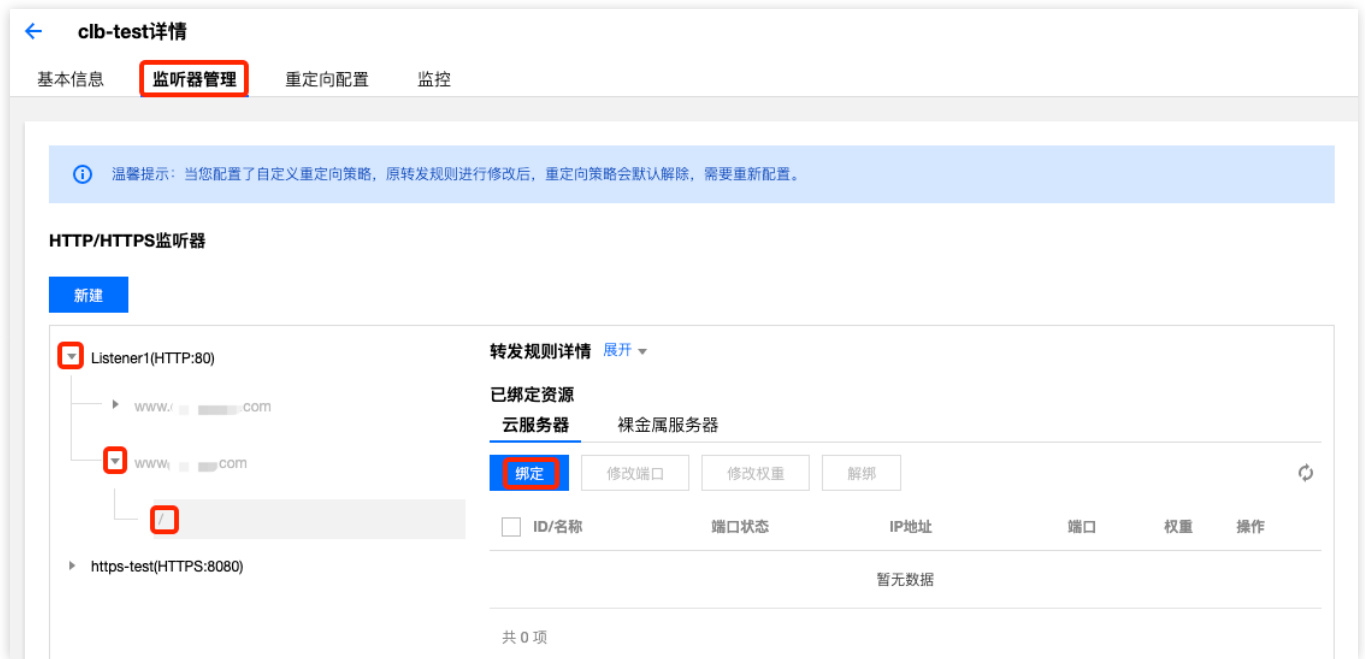 clb-test详情
基本信息 监听器管理 重定向配置 监控
温馨提示：当您配置了自定义重定向策略，原转发规则进行修改后，重定向策略会默认解除，需要重新配置。
HTTP/HTTPS监听器
新建
Listener1(HTTP:80)
www. .com
www. com
/
https-test(HTTPS:8080)
转发规则详情 展开
已绑定资源
云服务器 裸金属服务器
绑定 修改端口 修改权重 解绑
ID/名称 端口状态 IP地址 端口 权重 操作
暂无数据
共 0 项